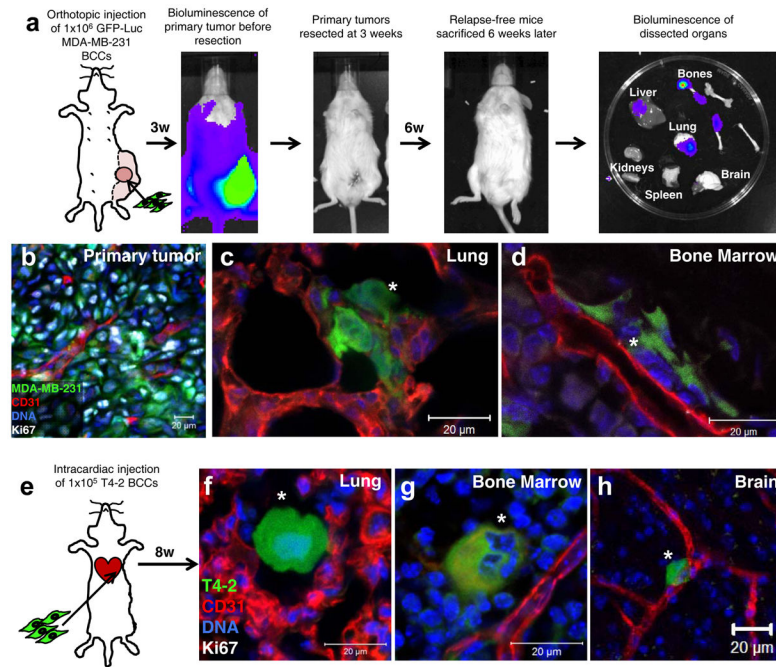 a
Orthotopic injection
of 1x10⁶ GFP-Luc
MDA-MB-231
BCCs
Bioluminescence of
primary tumor before
resection
Primary tumors
resected at 3 weeks
Relapse-free mice
sacrificed 6 weeks later
Bioluminescence of
dissected organs
3w
6w
Bones
Liver
Lung
Kidneys
Spleen
Brain
b
Primary tumor
MDA-MB-231
CD31
DNA
Ki67
20 µm
c
Lung
*
20 µm
d
Bone Marrow
*
20 µm
e
Intracardiac injection
of 1x10⁵ T4-2 BCCs
8w
f
Lung
*
T4-2
CD31
DNA
Ki67
20 µm
g
Bone Marrow
*
20 µm
h
Brain
*
20 µm